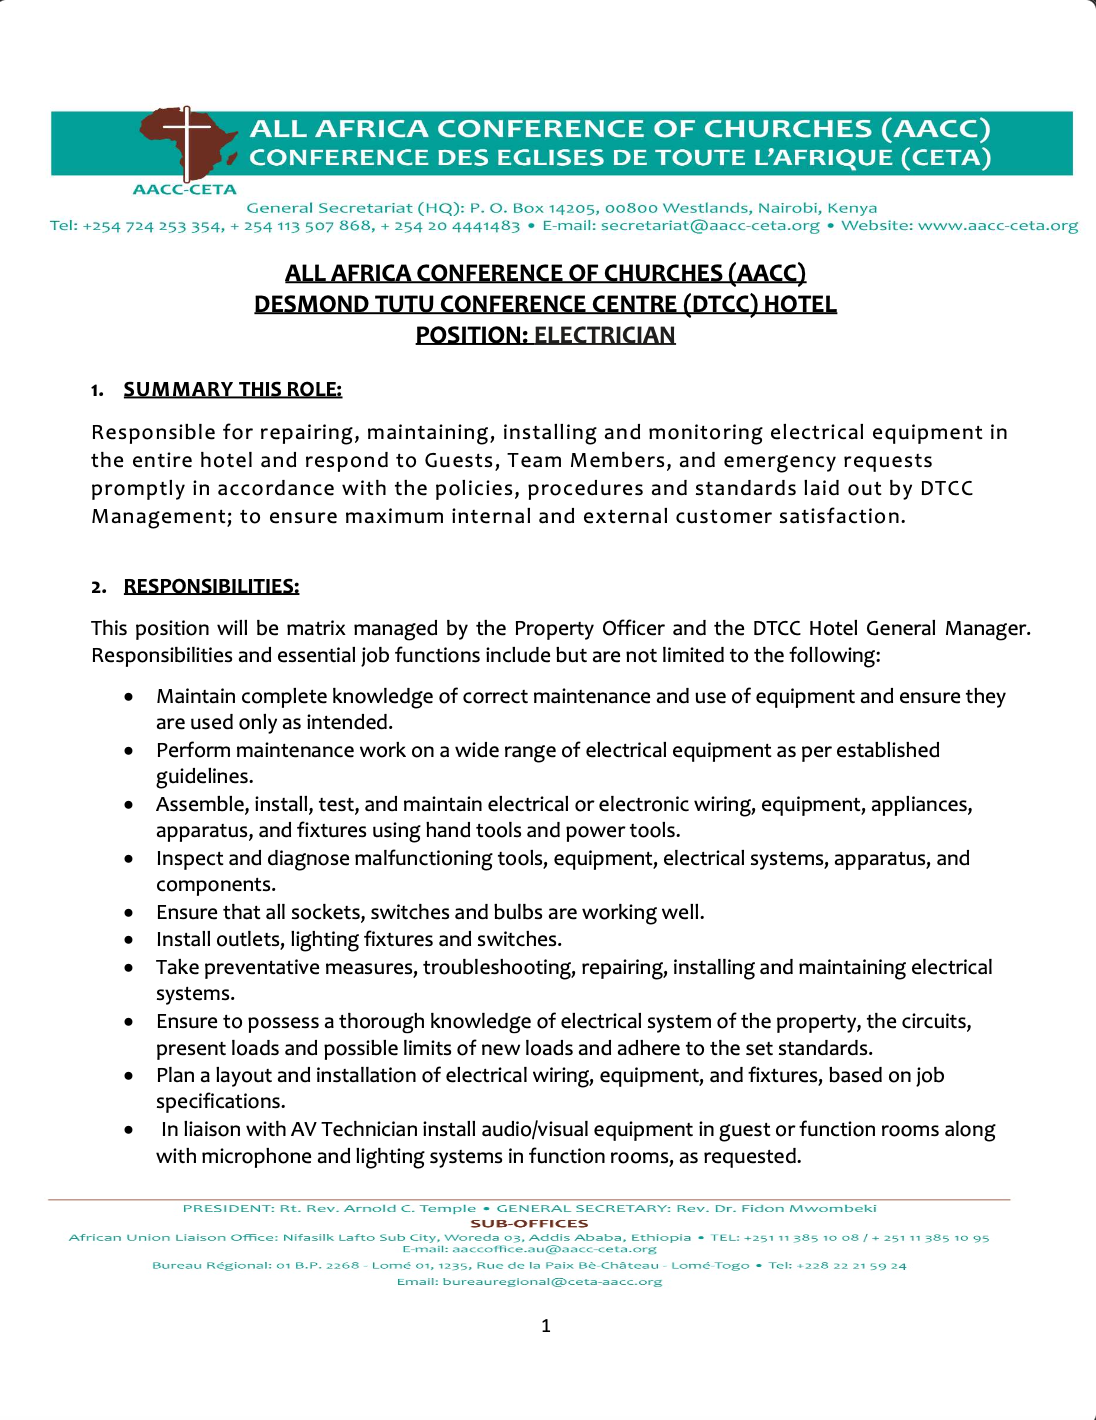 ALL AFRICA CONFERENCE OF CHURCHES (AACC)
CONFERENCE DES EGLISES DE TOUTE L'AFRIQUE (CETA)
AACC-CETA
General Secretariat (HQ): P. O. Box 14205, 00800 Westlands, Nairobi, Kenya
Tel: +254 724 253 354, + 254 113 507 868, + 254 20 4441483 • E-mail: secretariat@aacc-ceta.org • Website: www.aacc-ceta.org
ALL AFRICA CONFERENCE OF CHURCHES (AACC)
DESMOND TUTU CONFERENCE CENTRE (DTCC) HOTEL
POSITION: ELECTRICIAN
1. SUMMARY THIS ROLE:
Responsible for repairing, maintaining, installing and monitoring electrical equipment in
the entire hotel and respond to Guests, Team Members, and emergency requests
promptly in accordance with the policies, procedures and standards laid out by DTCC
Management; to ensure maximum internal and external customer satisfaction.
2. RESPONSIBILITIES:
This position will be matrix managed by the Property Officer and the DTCC Hotel General Manager.
Responsibilities and essential job functions include but are not limited to the following:
• Maintain complete knowledge of correct maintenance and use of equipment and ensure they
are used only as intended.
• Perform maintenance work on a wide range of electrical equipment as per established
guidelines.
• Assemble, install, test, and maintain electrical or electronic wiring, equipment, appliances,
apparatus, and fixtures using hand tools and power tools.
• Inspect and diagnose malfunctioning tools, equipment, electrical systems, apparatus, and
components.
• Ensure that all sockets, switches and bulbs are working well.
• Install outlets, lighting fixtures and switches.
• Take preventative measures, troubleshooting, repairing, installing and maintaining electrical
systems.
• Ensure to possess a thorough knowledge of electrical system of the property, the circuits,
present loads and possible limits of new loads and adhere to the set standards.
• Plan a layout and installation of electrical wiring, equipment, and fixtures, based on job
specifications.
• In liaison with AV Technician install audio/visual equipment in guest or function rooms along
with microphone and lighting systems in function rooms, as requested.
PRESIDENT: Rt. Rev. Arnold C. Temple • GENERAL SECRETARY: Rev. Dr. Fidon Mwombeki
SUB-OFFICES
African Union Liaison Office: Nifasilk Lafto Sub City, Woreda 03, Addis Ababa, Ethiopia • TEL: +251 11 385 10 08 / + 251 11 385 10 95
E-mail: aaccoffice.au@aacc-ceta.org
Bureau Régional: 01 B.P. 2268 - Lomé 01, 1235, Rue de la Paix Bè-Château - Lomé-Togo • Tel: +228 22 21 59 24
Email: bureauregional@ceta-aacc.org
1